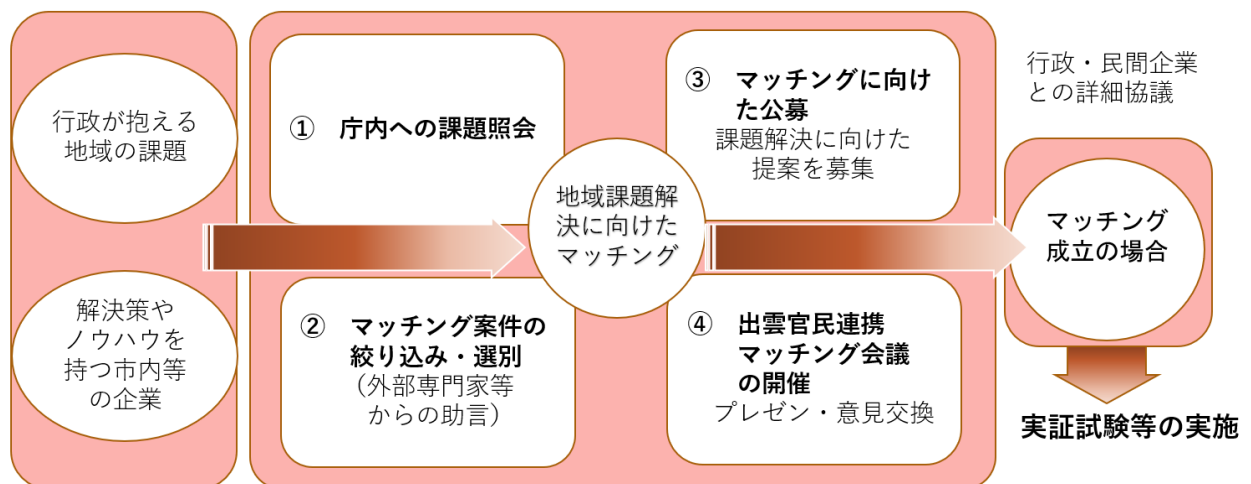 行政が抱える
地域の課題
解決策や
ノウハウを
持つ市内等
の企業
① 庁内への課題照会
② マッチング案件の
絞り込み・選別
（外部専門家等
からの助言）
地域課題解
決に向けた
マッチング
③ マッチングに向け
た公募
課題解決に向けた
提案を募集
④ 出雲官民連携
マッチング会議
の開催
プレゼン・意見交換
行政・民間企業
との詳細協議
マッチング
成立の場合
実証試験等の実施